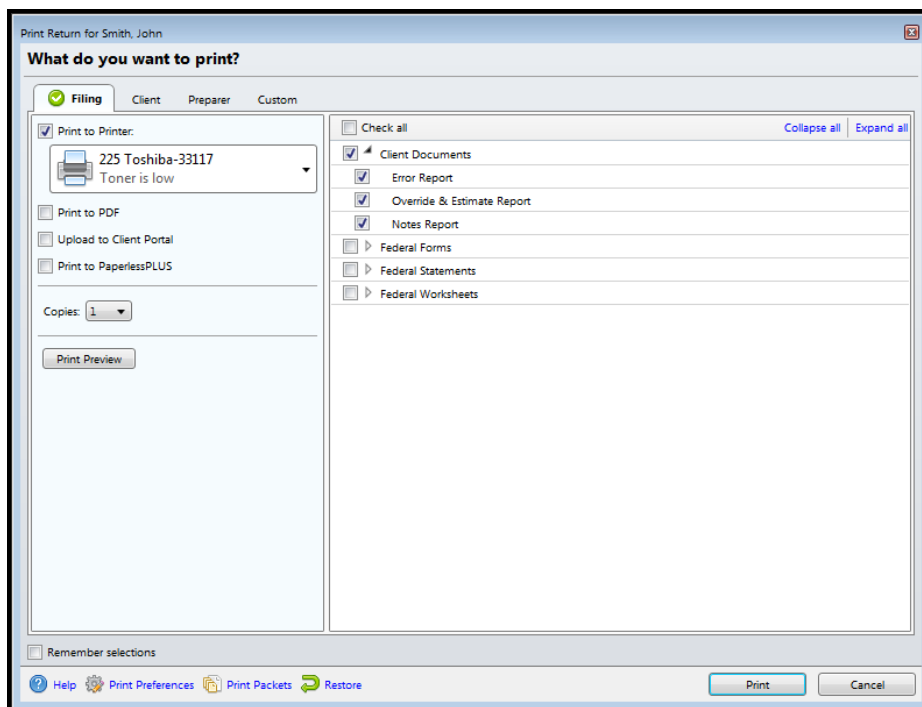 Print Return for Smith, John
What do you want to print?
Filing Client Preparer Custom
Print to Printer:
225 Toshiba-33117
Toner is low
Print to PDF
Upload to Client Portal
Print to PaperlessPLUS
Copies: 1
Print Preview
Check all Collapse all Expand all
Client Documents
Error Report
Override & Estimate Report
Notes Report
Federal Forms
Federal Statements
Federal Worksheets
Remember selections
Help Print Preferences Print Packets Restore Print Cancel